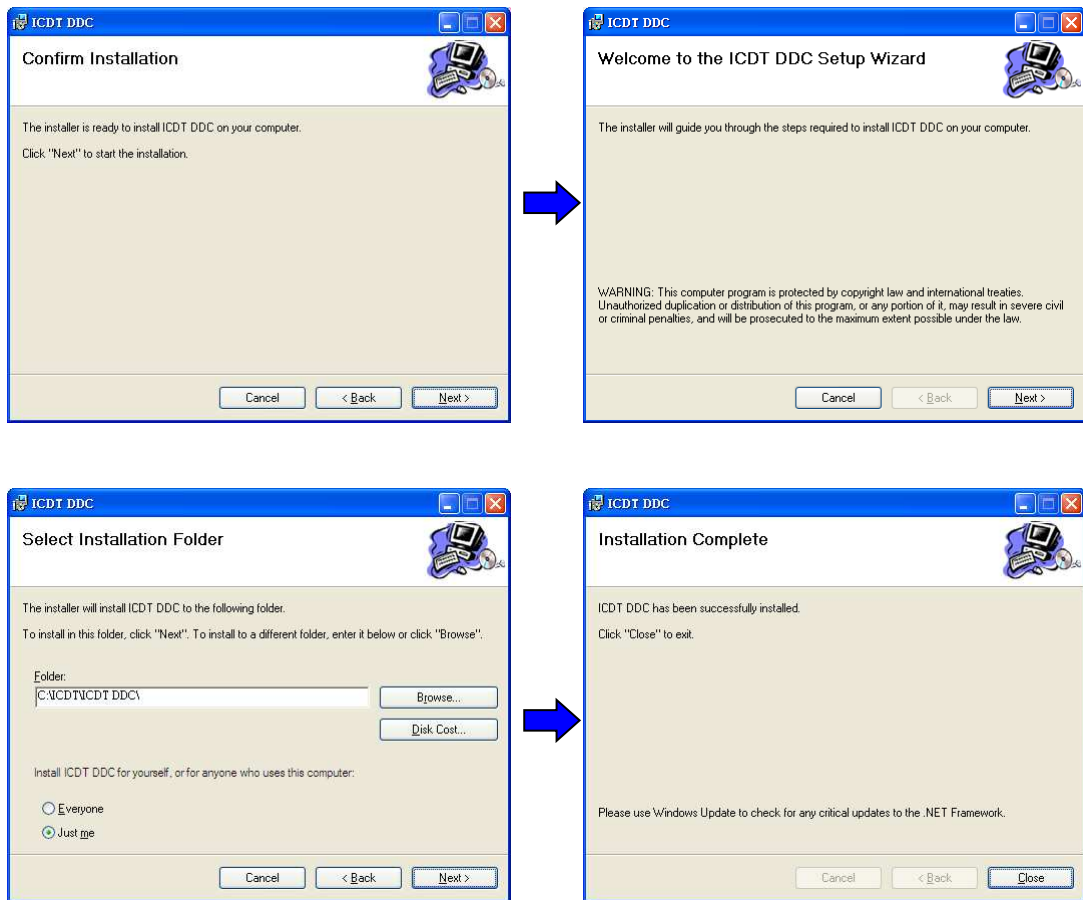 ICDT DDC
Confirm Installation
The installer is ready to install ICDT DDC on your computer.
Click "Next" to start the installation.
Cancel
< Back
Next >
ICDT DDC
Welcome to the ICDT DDC Setup Wizard
The installer will guide you through the steps required to install ICDT DDC on your computer.
WARNING: This computer program is protected by copyright law and international treaties.
Unauthorized duplication or distribution of this program, or any portion of it, may result in severe civil
or criminal penalties, and will be prosecuted to the maximum extent possible under the law.
Cancel
< Back
Next >
ICDT DDC
Select Installation Folder
The installer will install ICDT DDC to the following folder.
To install in this folder, click "Next". To install to a different folder, enter it below or click "Browse".
Folder:
C:\ICDT\ICDT DDC\
Browse...
Disk Cost...
Install ICDT DDC for yourself, or for anyone who uses this computer:
Everyone
Just me
Cancel
< Back
Next >
ICDT DDC
Installation Complete
ICDT DDC has been successfully installed.
Click "Close" to exit.
Please use Windows Update to check for any critical updates to the .NET Framework.
Cancel
< Back
Close